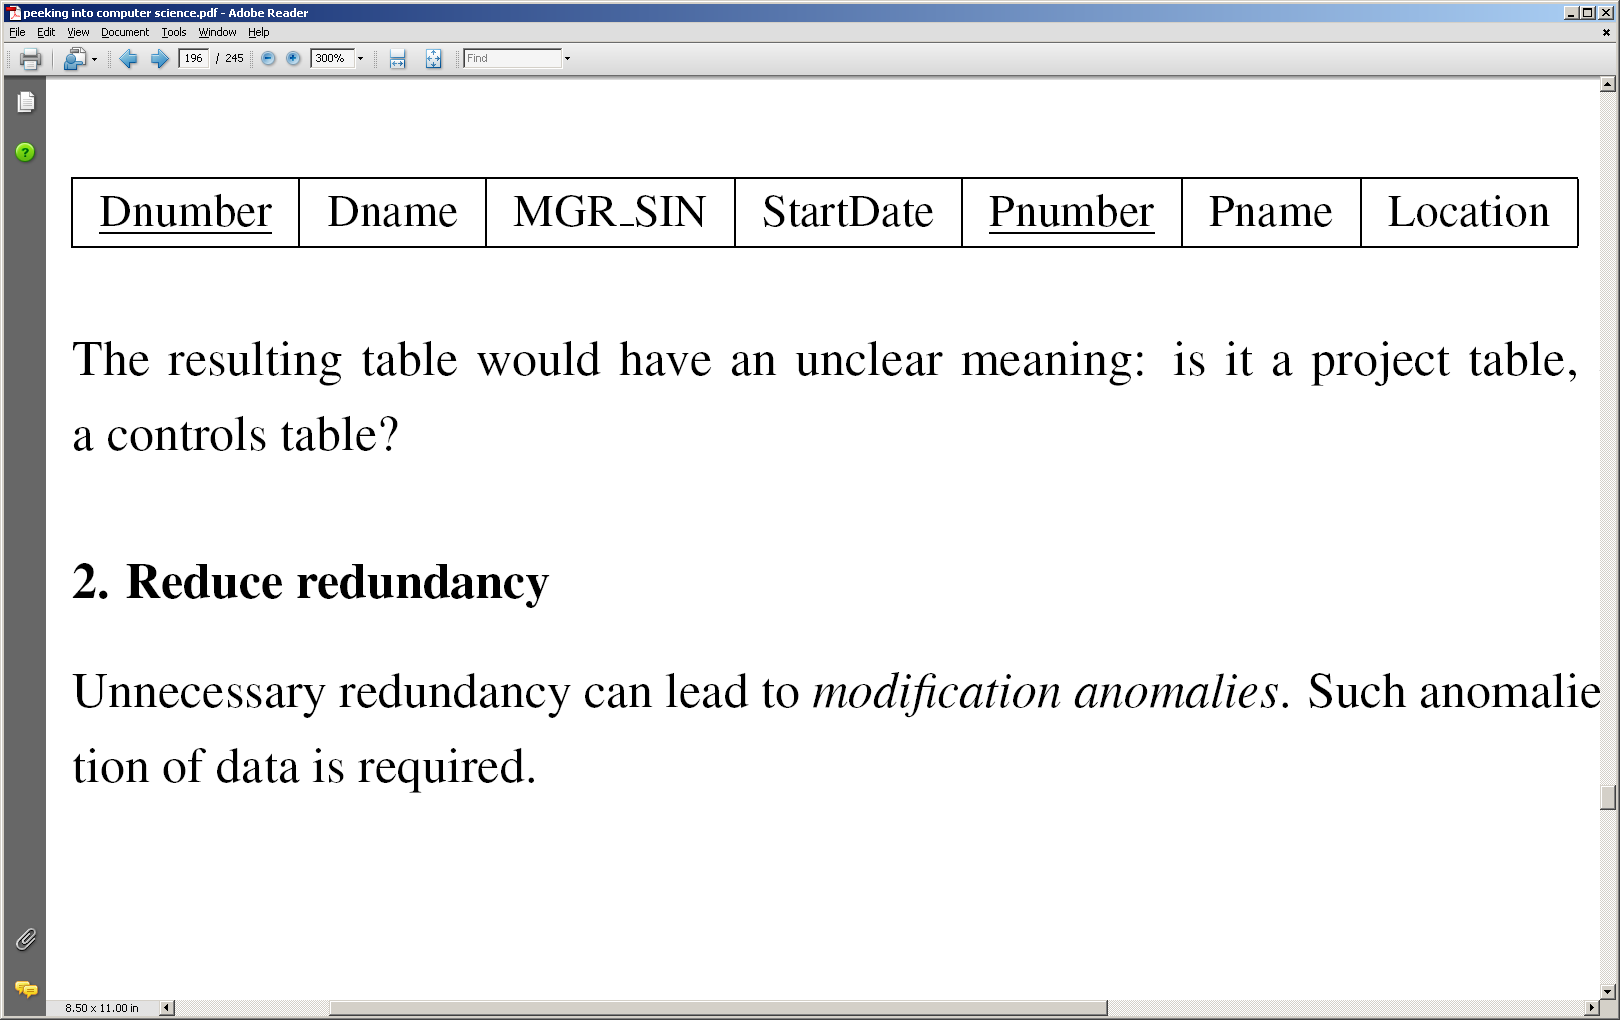 peeking into computer science.pdf - Adobe Reader
File Edit View Document Tools Window Help
196 / 245 300% Find
Dnumber Dname MGR_SIN StartDate Pnumber Pname Location
The resulting table would have an unclear meaning: is it a project table,
a controls table?
2. Reduce redundancy
Unnecessary redundancy can lead to modification anomalies. Such anomalie
tion of data is required.
8.50 x 11.00 in